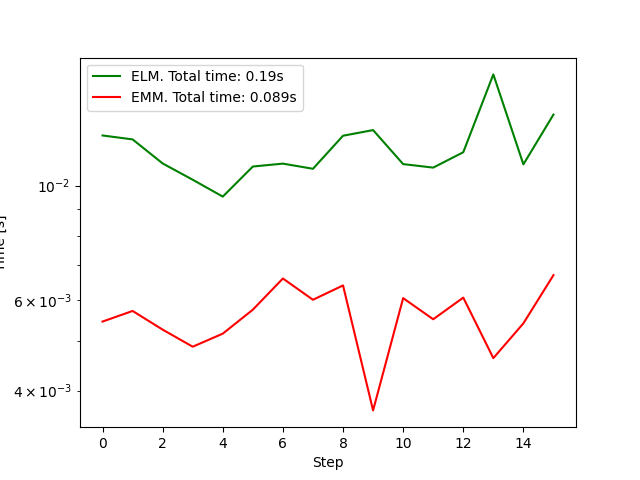 ELM. Total time: 0.19s
EMM. Total time: 0.089s
10⁻²
6 × 10⁻³
4 × 10⁻³
0 2 4 6 8 10 12 14
Step